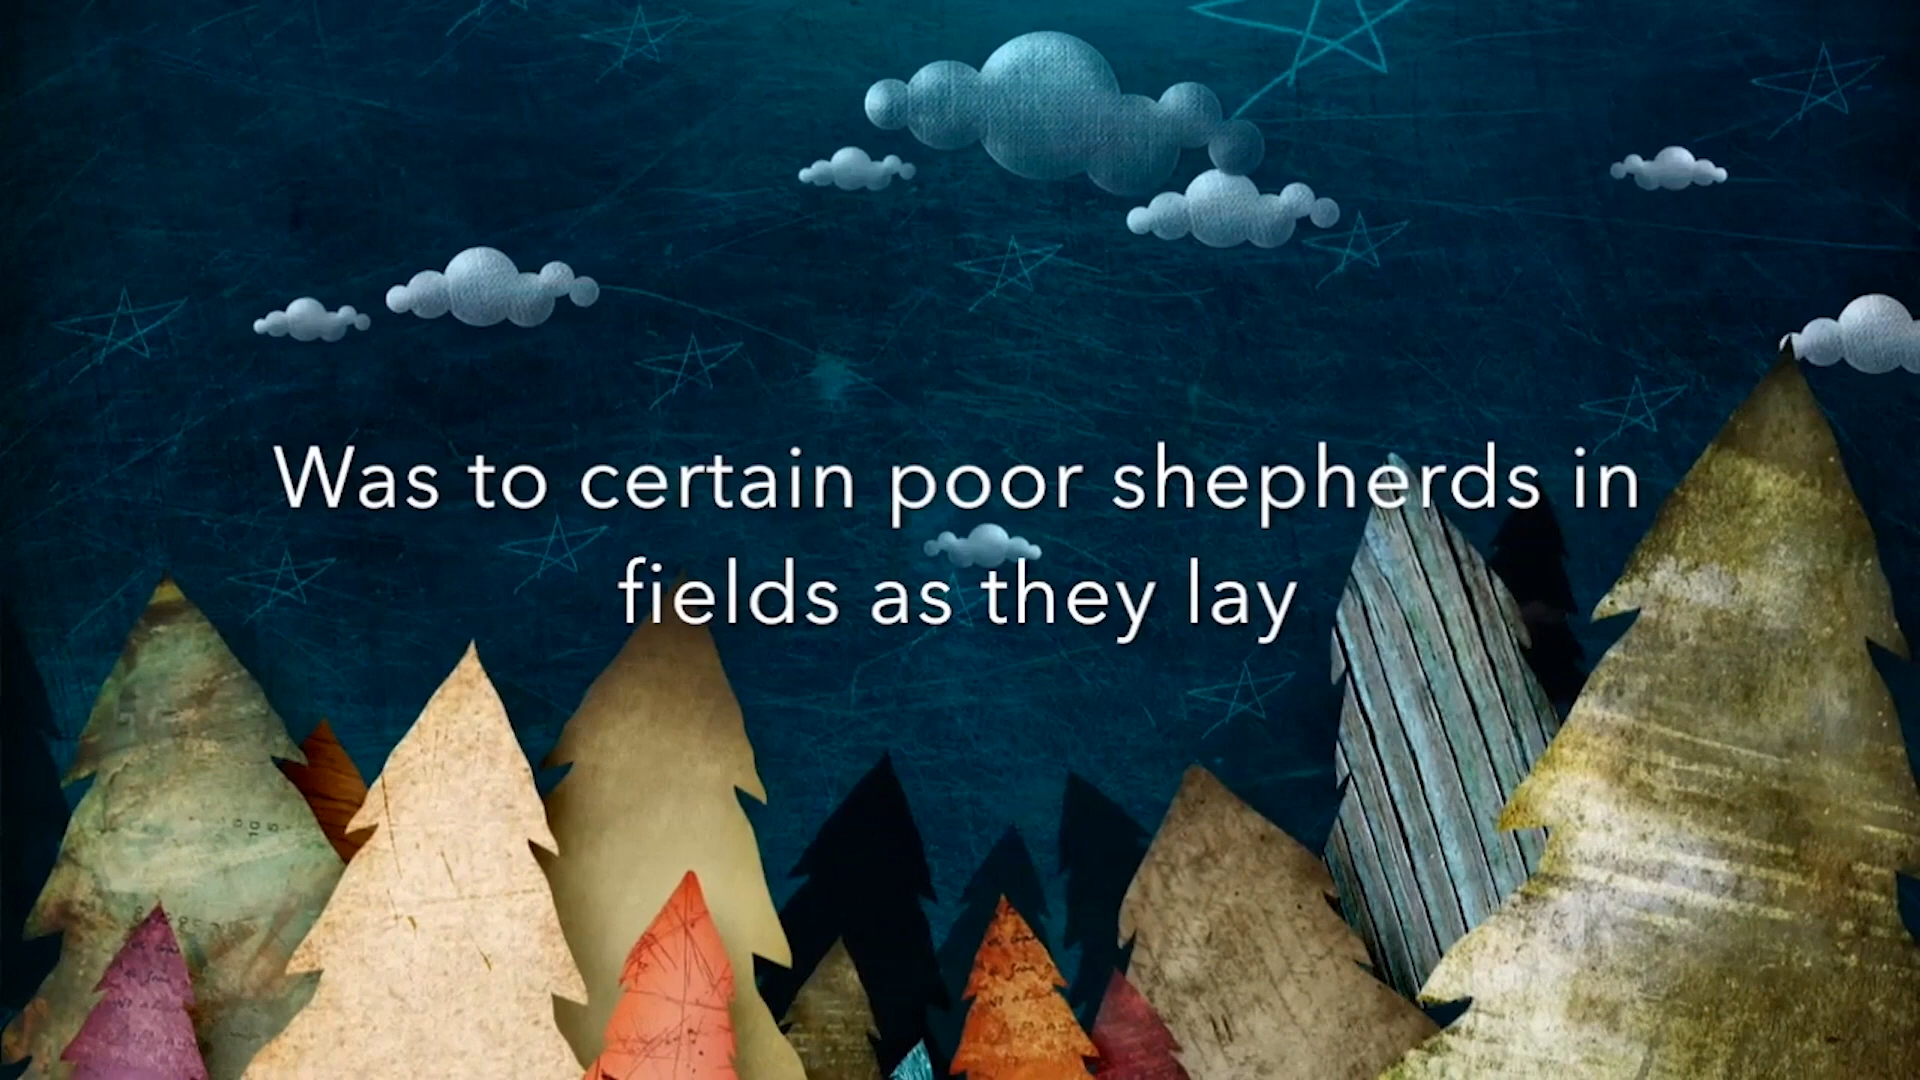 Was to certain poor shepherds in
fields as they lay